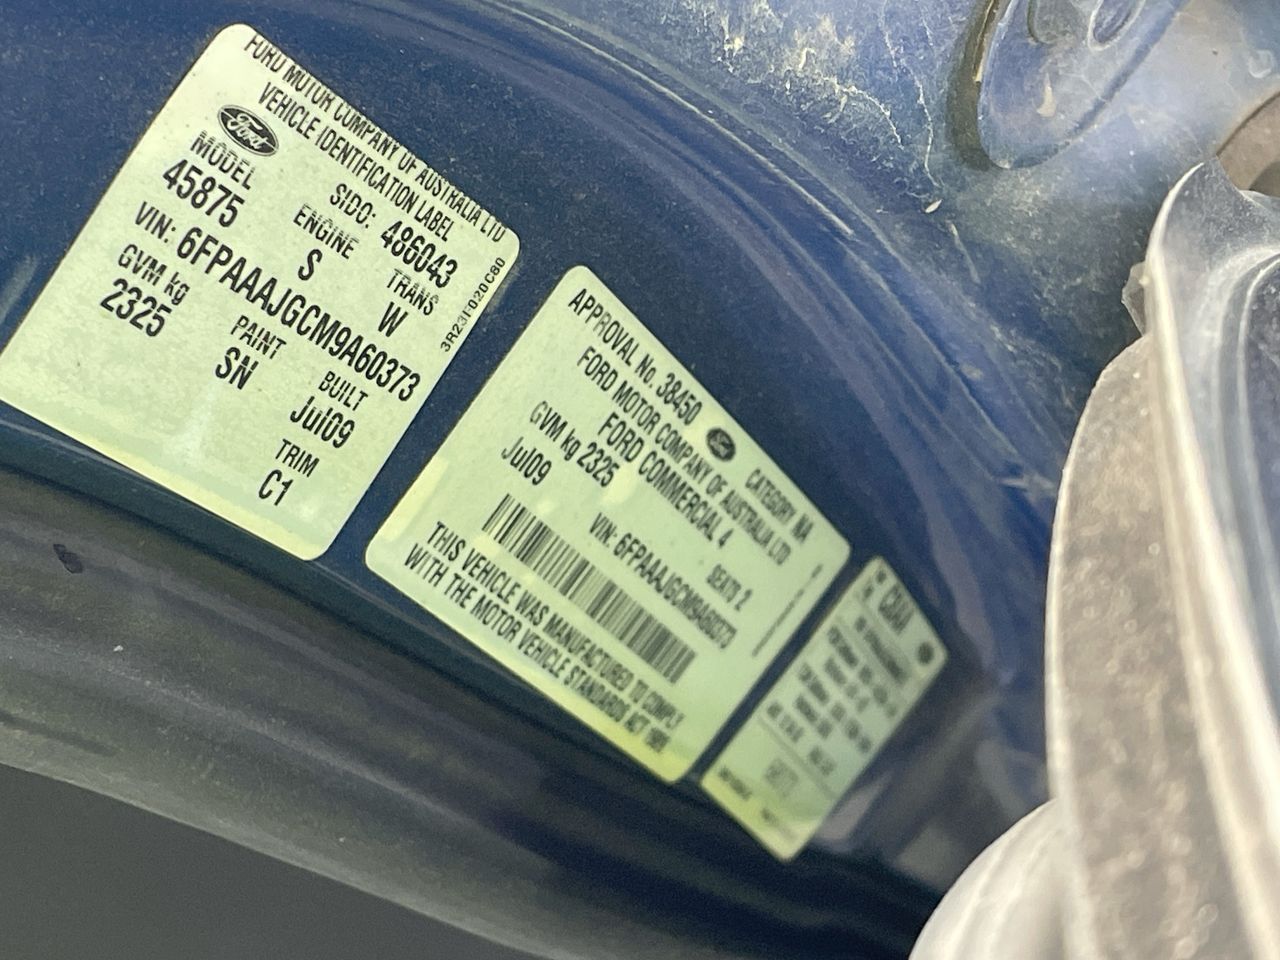 FORD MOTOR COMPANY OF AUSTRALIA LTD
VEHICLE IDENTIFICATION LABEL
Ford
MODEL SIDO: 486043
45875 ENGINE TRANS
S W
VIN: 6FPAAAJGCM9A60373
GVM kg PAINT BUILT
2325 SN Jul09
TRIM
C1
APPROVAL No. 38450 Ford CATEGORY NA
FORD MOTOR COMPANY OF AUSTRALIA LTD
FORD COMMERCIAL 4
GVM kg 2325 SEATS 2
Jul09 VIN: 6FPAAAJGCM9A60373
THIS VEHICLE WAS MANUFACTURED TO COMPLY
WITH THE MOTOR VEHICLE STANDARDS ACT 1989